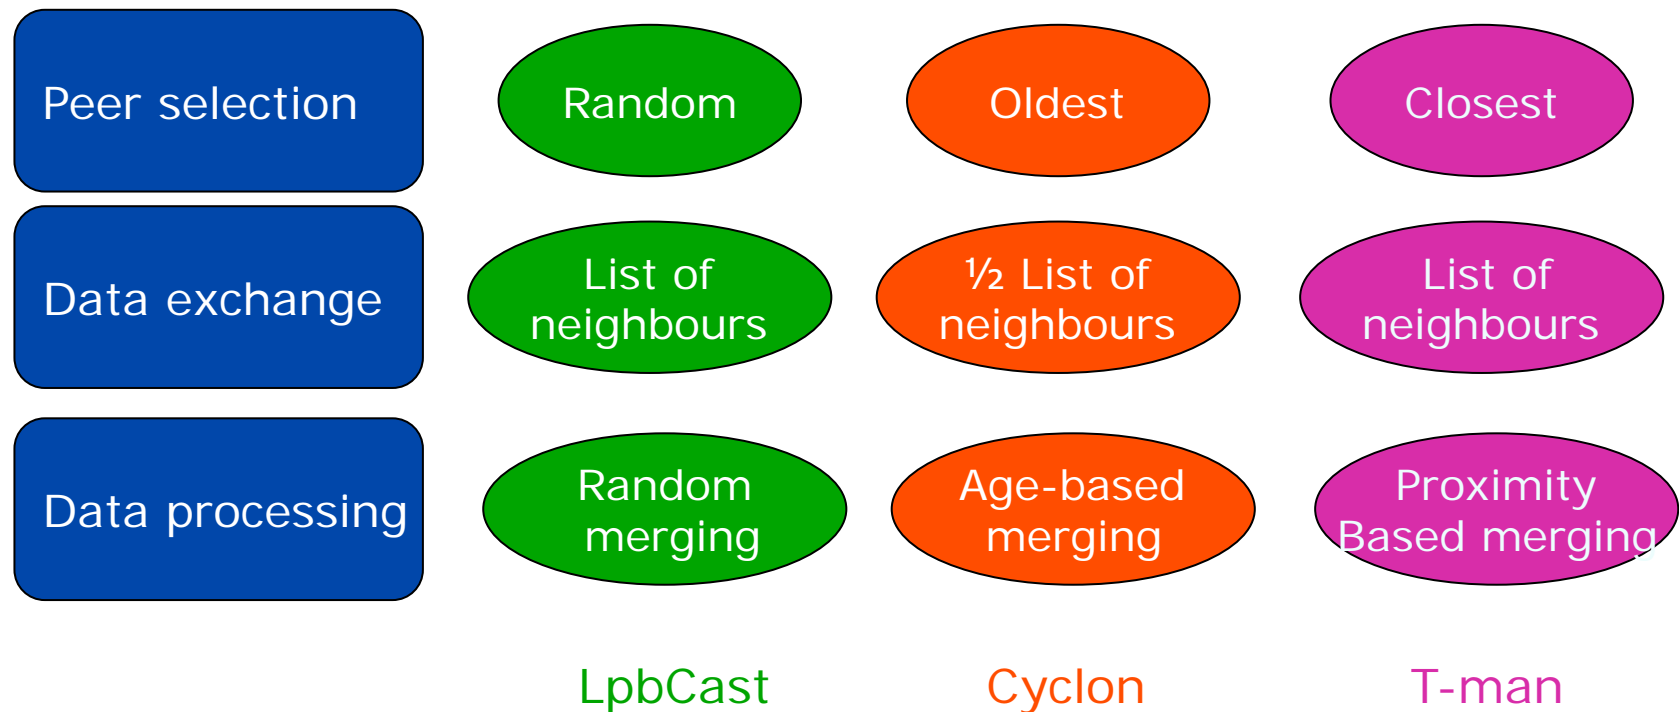 Peer selection
Random
Oldest
Closest
Data exchange
List of
neighbours
½ List of
neighbours
List of
neighbours
Data processing
Random
merging
Age-based
merging
Proximity
Based merging
LpbCast
Cyclon
T-man